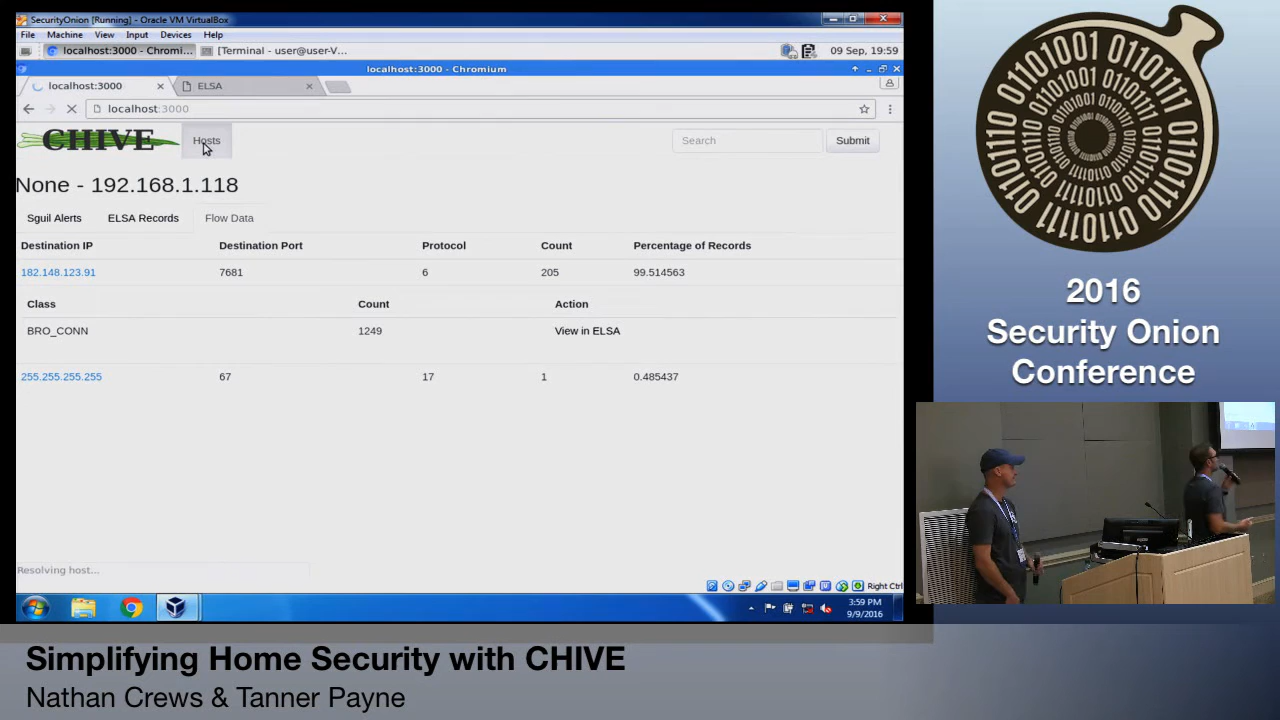 SecurityOnion [Running] - Oracle VM VirtualBox
File Machine View Input Devices Help
localhost:3000 - Chromi... [Terminal - user@user-V... 09 Sep, 19:59
localhost:3000 - Chromium
localhost:3000 ELSA
localhost:3000
CHIVE Hosts Search Submit
None - 192.168.1.118
Sguil Alerts ELSA Records Flow Data
Destination IP Destination Port Protocol Count Percentage of Records
182.148.123.91 7681 6 205 99.514563
Class Count Action
BRO_CONN 1249 View in ELSA
255.255.255.255 67 17 1 0.485437
Resolving host...
Right Ctrl
3:59 PM
9/9/2016
2016
Security Onion
Conference
Simplifying Home Security with CHIVE
Nathan Crews & Tanner Payne